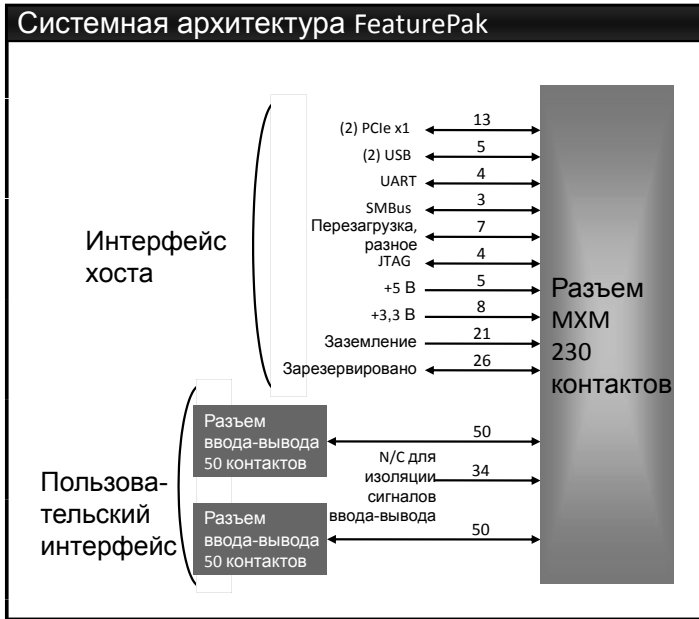 Системная архитектура FeaturePak
(2) PCIe x1
13
(2) USB
5
UART
4
SMBus
3
Перезагрузка,
разное
7
JTAG
4
+5 В
5
+3,3 В
8
Заземление
21
Зарезервировано
26
Интерфейс
хоста
Разъем
MXM
230
контактов
Разъем
ввода-вывода
50 контактов
50
N/C для
изоляции
сигналов
ввода-вывода
34
Пользова-
тельский
интерфейс
Разъем
ввода-вывода
50 контактов
50